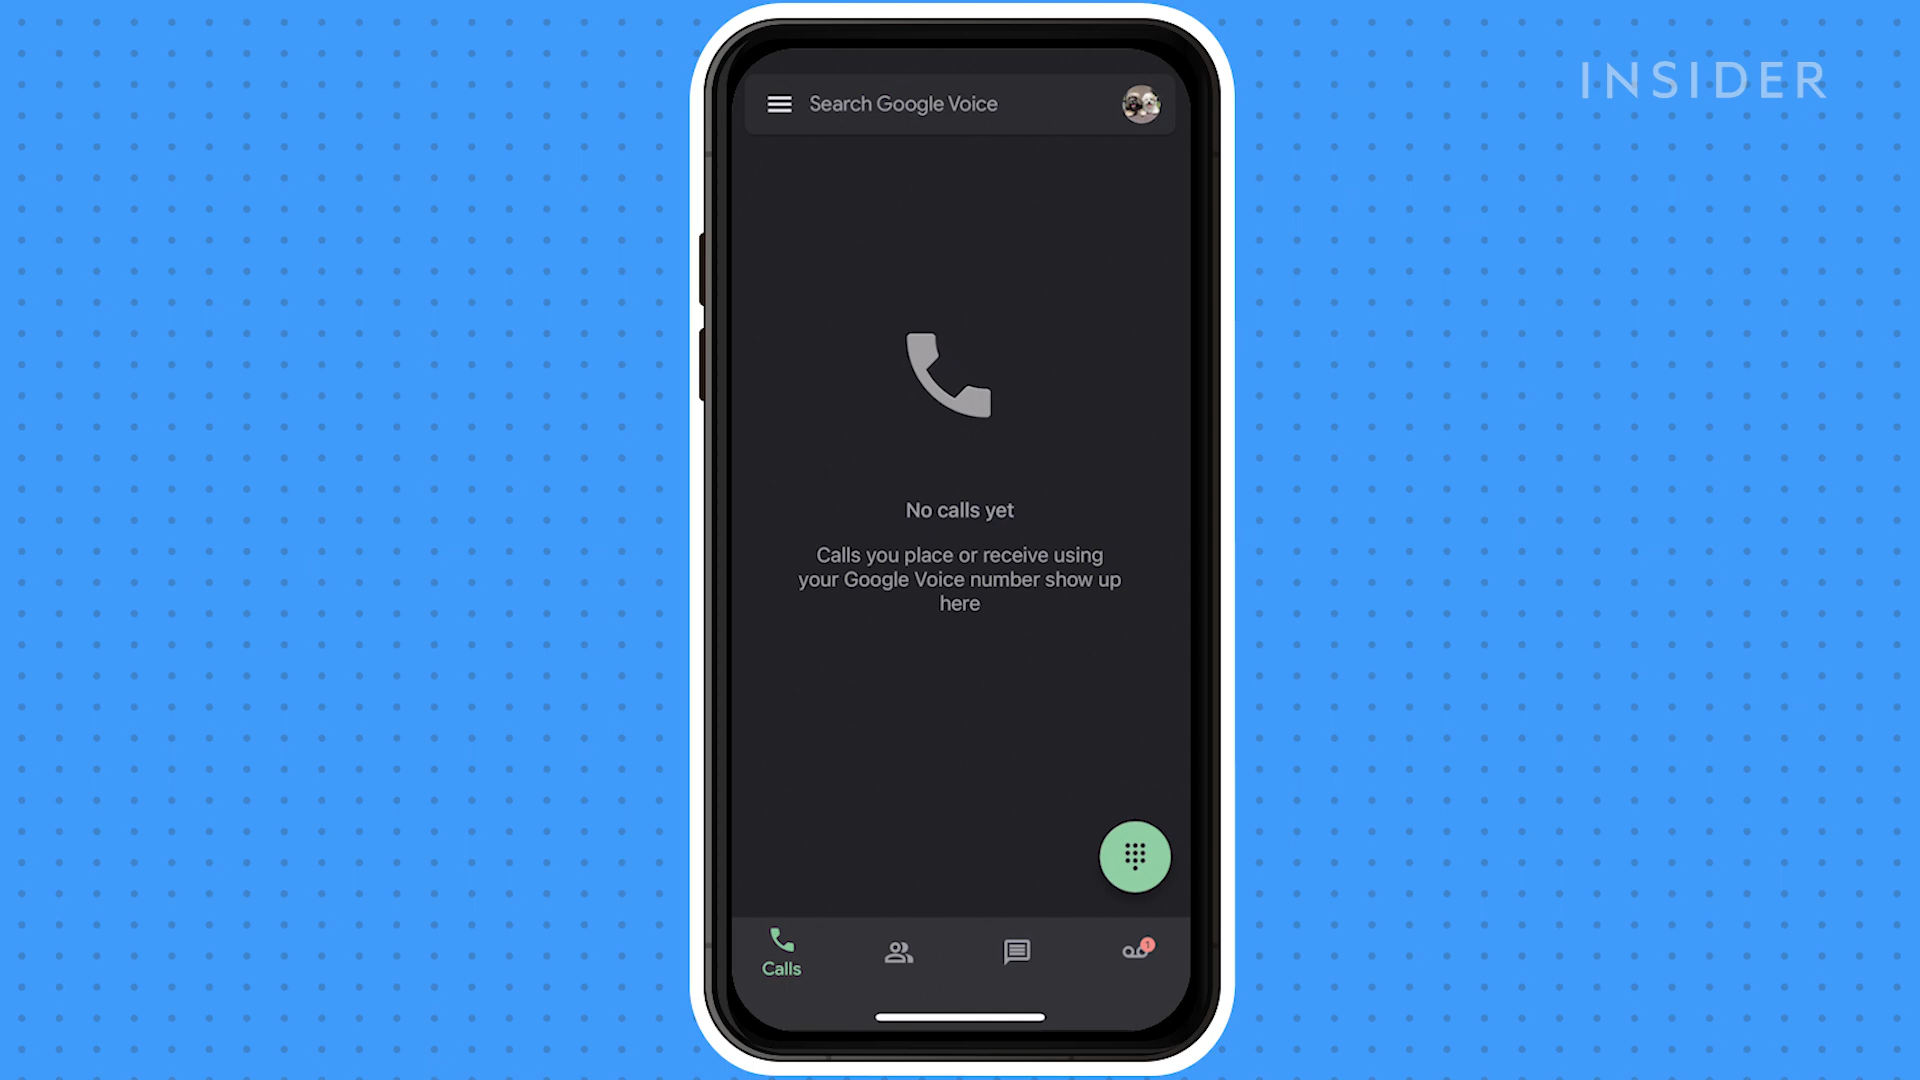 INSIDER
Search Google Voice
No calls yet
Calls you place or receive using
your Google Voice number show up
here
Calls
1